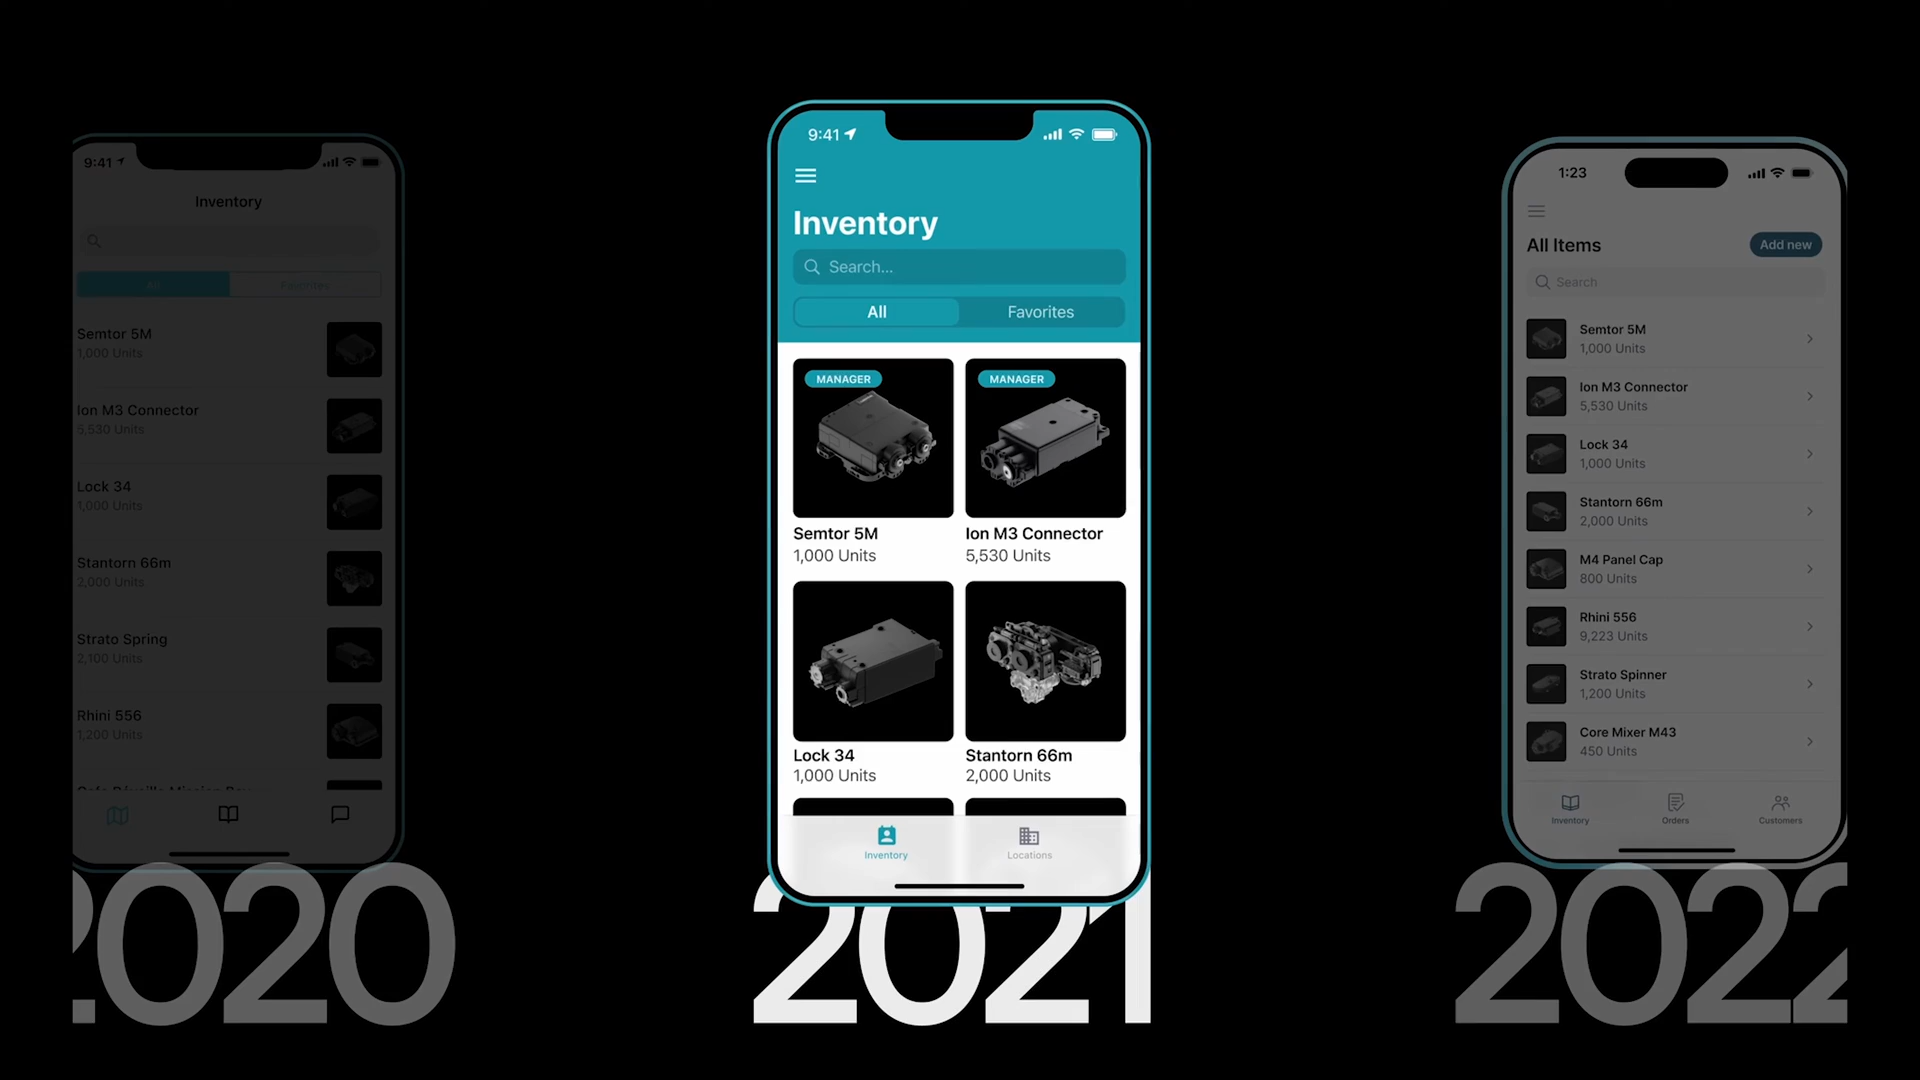 9:41
Inventory
All
Favorites
Semtor 5M
1,000 Units
Ion M3 Connector
5,530 Units
Lock 34
1,000 Units
Stantorn 66m
2,000 Units
Strato Spring
2,100 Units
Rhini 556
1,200 Units
2020
9:41
Inventory
Search...
All
Favorites
MANAGER
MANAGER
Semtor 5M
1,000 Units
Ion M3 Connector
5,530 Units
Lock 34
1,000 Units
Stantorn 66m
2,000 Units
Inventory
Locations
2021
1:23
All Items
Add new
Search
Semtor 5M
1,000 Units
Ion M3 Connector
5,530 Units
Lock 34
1,000 Units
Stantorn 66m
2,000 Units
M4 Panel Cap
800 Units
Rhini 556
9,223 Units
Strato Spinner
1,200 Units
Core Mixer M43
450 Units
Inventory
Orders
Customers
2022